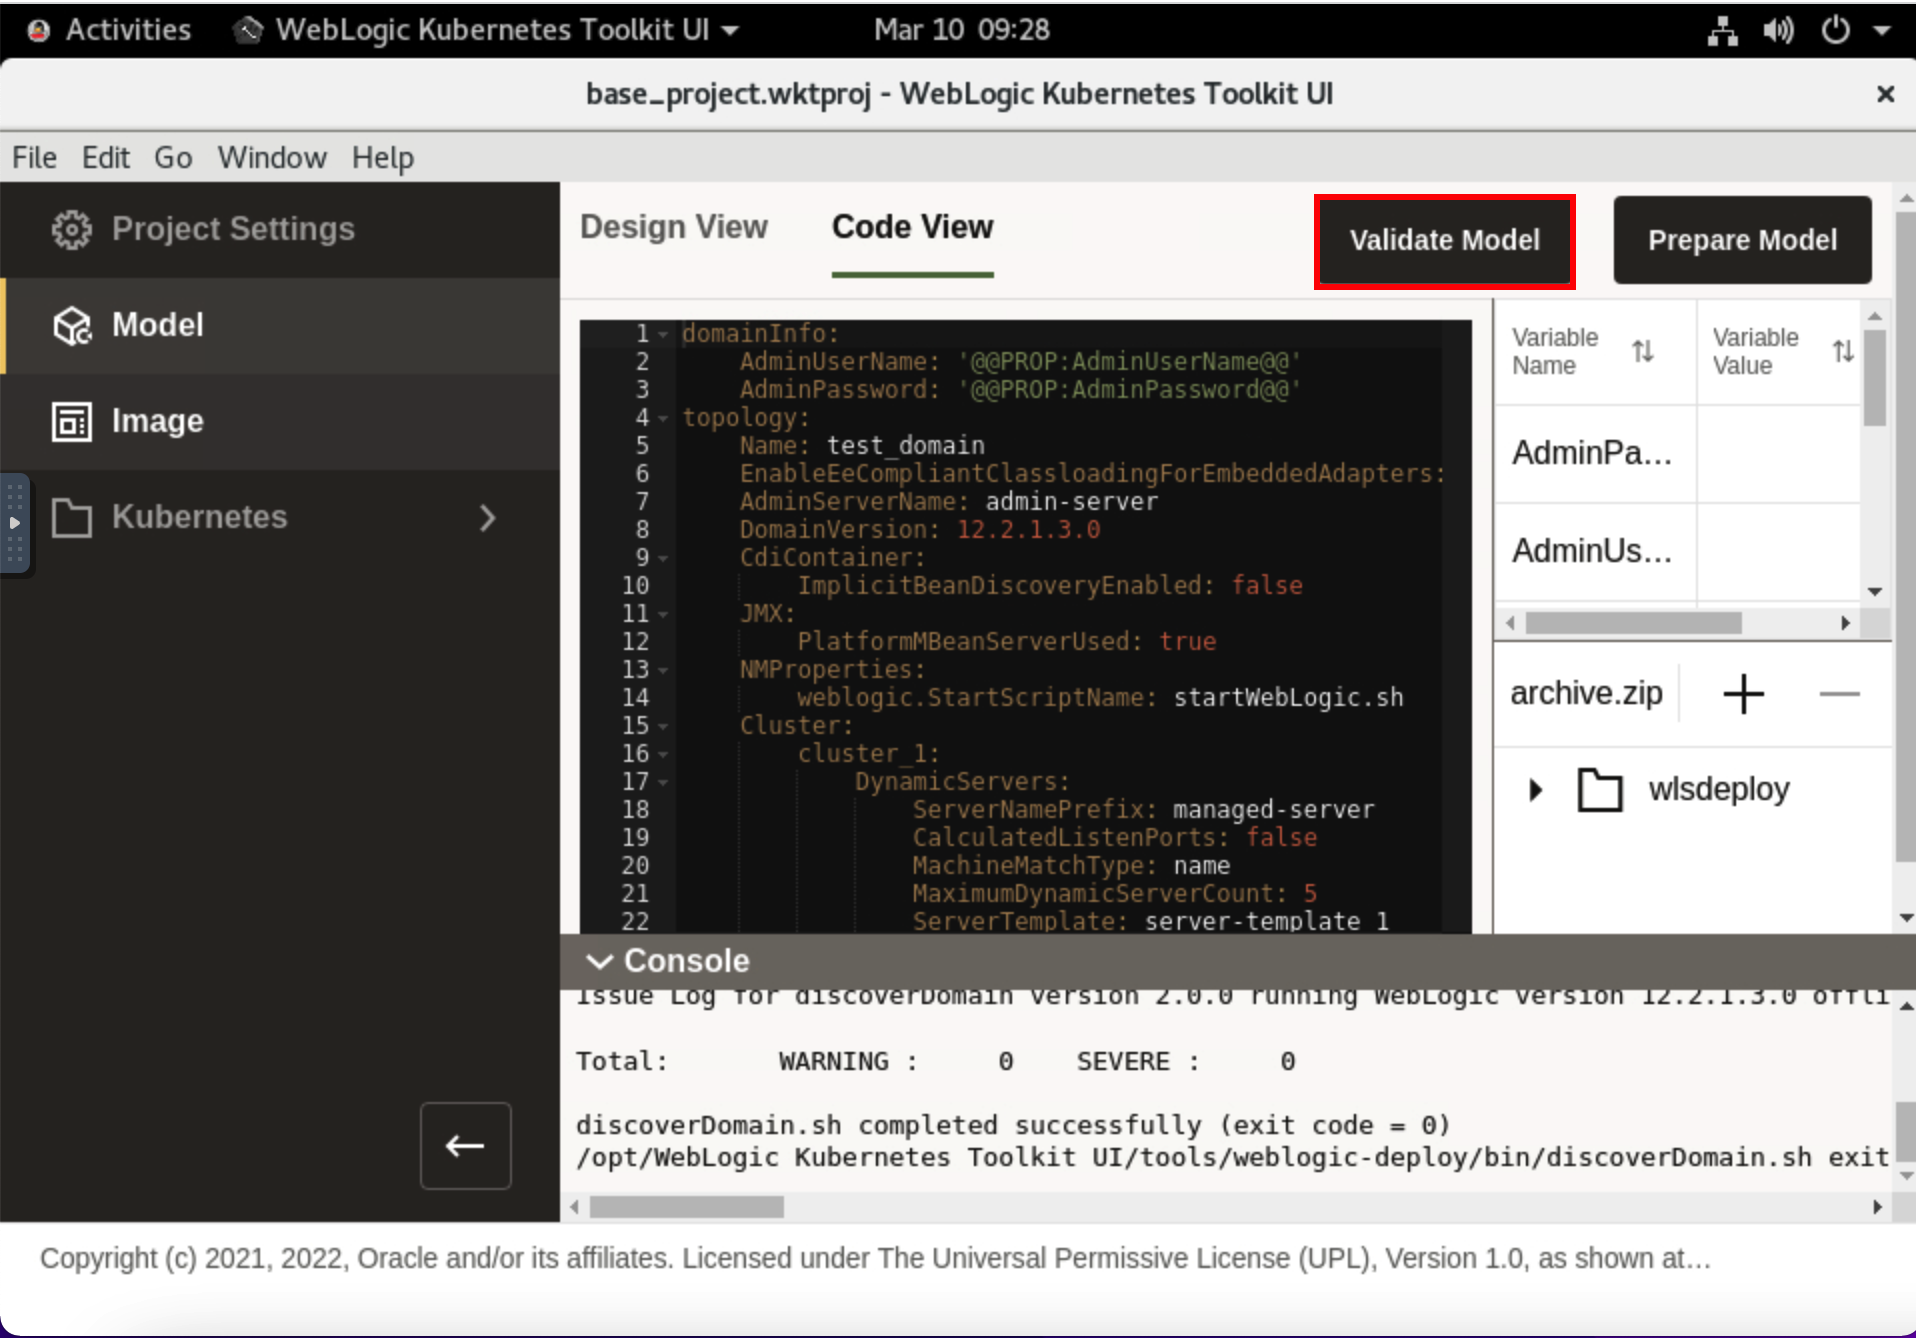 Activities WebLogic Kubernetes Toolkit UI Mar 10 09:28
base_project.wktproj - WebLogic Kubernetes Toolkit UI ×
File Edit Go Window Help
Project Settings
Model
Image
Kubernetes
Design View Code View Validate Model Prepare Model
1 domainInfo:
2 AdminUserName: '@@PROP:AdminUserName@@'
3 AdminPassword: '@@PROP:AdminPassword@@'
4 topology:
5 Name: test_domain
6 EnableEeCompliantClassloadingForEmbeddedAdapters:
7 AdminServerName: admin-server
8 DomainVersion: 12.2.1.3.0
9 CdiContainer:
10 ImplicitBeanDiscoveryEnabled: false
11 JMX:
12 PlatformMBeanServerUsed: true
13 NMProperties:
14 weblogic.StartScriptName: startWebLogic.sh
15 Cluster:
16 cluster_1:
17 DynamicServers:
18 ServerNamePrefix: managed-server
19 CalculatedListenPorts: false
20 MachineMatchType: name
21 MaximumDynamicServerCount: 5
22 ServerTemplate: server-template_1
Variable Name
Variable Value
AdminPa...
AdminUs...
archive.zip
wlsdeploy
Console
Issue Log for discoverDomain version 2.0.0 running WebLogic version 12.2.1.3.0 offli
Total: WARNING : 0 SEVERE : 0
discoverDomain.sh completed successfully (exit code = 0)
/opt/WebLogic Kubernetes Toolkit UI/tools/weblogic-deploy/bin/discoverDomain.sh exit
Copyright (c) 2021, 2022, Oracle and/or its affiliates. Licensed under The Universal Permissive License (UPL), Version 1.0, as shown at...